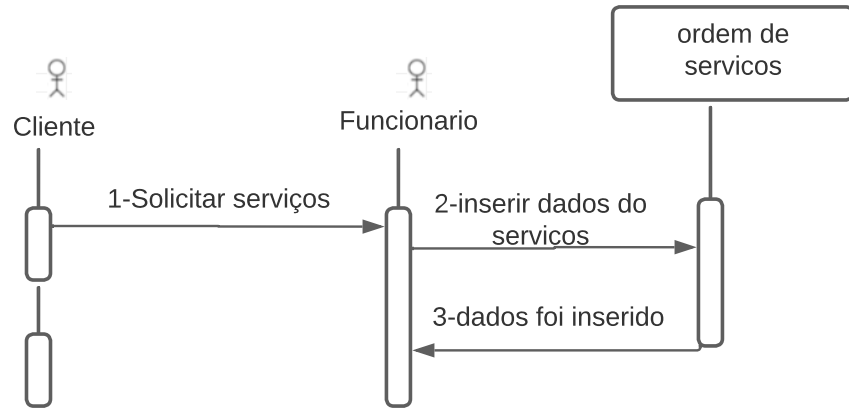 ordem de
servicos
Cliente
Funcionario
1-Solicitar serviços
2-inserir dados do
servicos
3-dados foi inserido